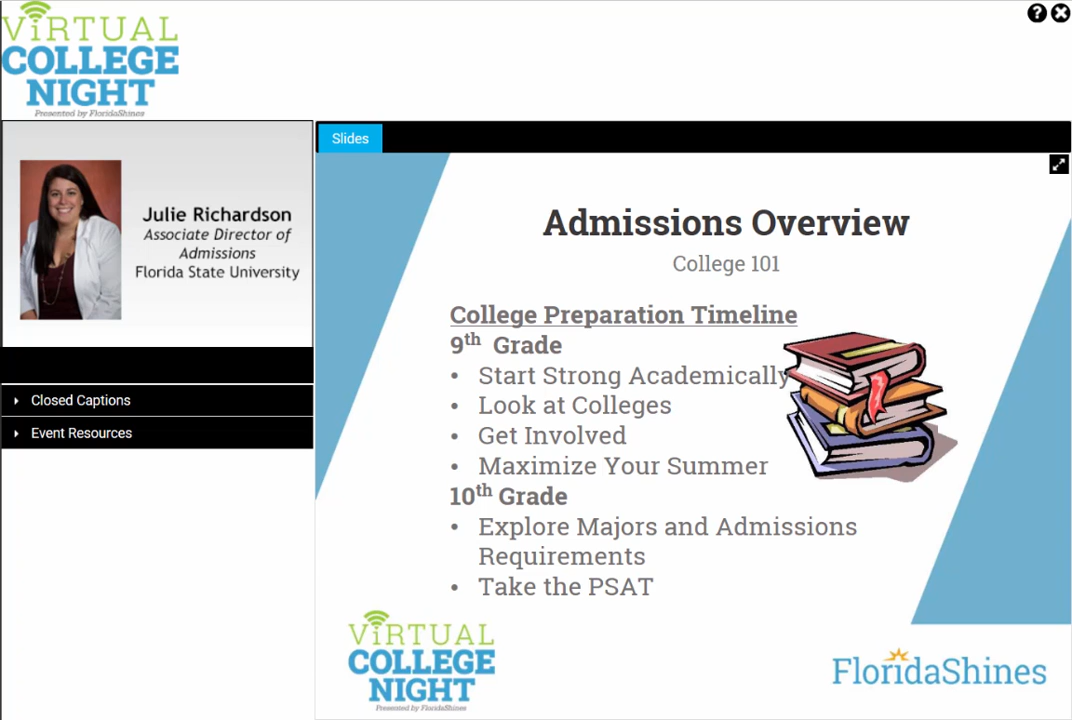 ViRTUAL
COLLEGE
NIGHT
Presented by FloridaShines
Julie Richardson
Associate Director of
Admissions
Florida State University
Closed Captions
Event Resources
Slides
Admissions Overview
College 101
College Preparation Timeline
9th Grade
• Start Strong Academically
• Look at Colleges
• Get Involved
• Maximize Your Summer
10th Grade
• Explore Majors and Admissions
Requirements
• Take the PSAT
ViRTUAL
COLLEGE
NIGHT
Presented by FloridaShines
FloridaShines